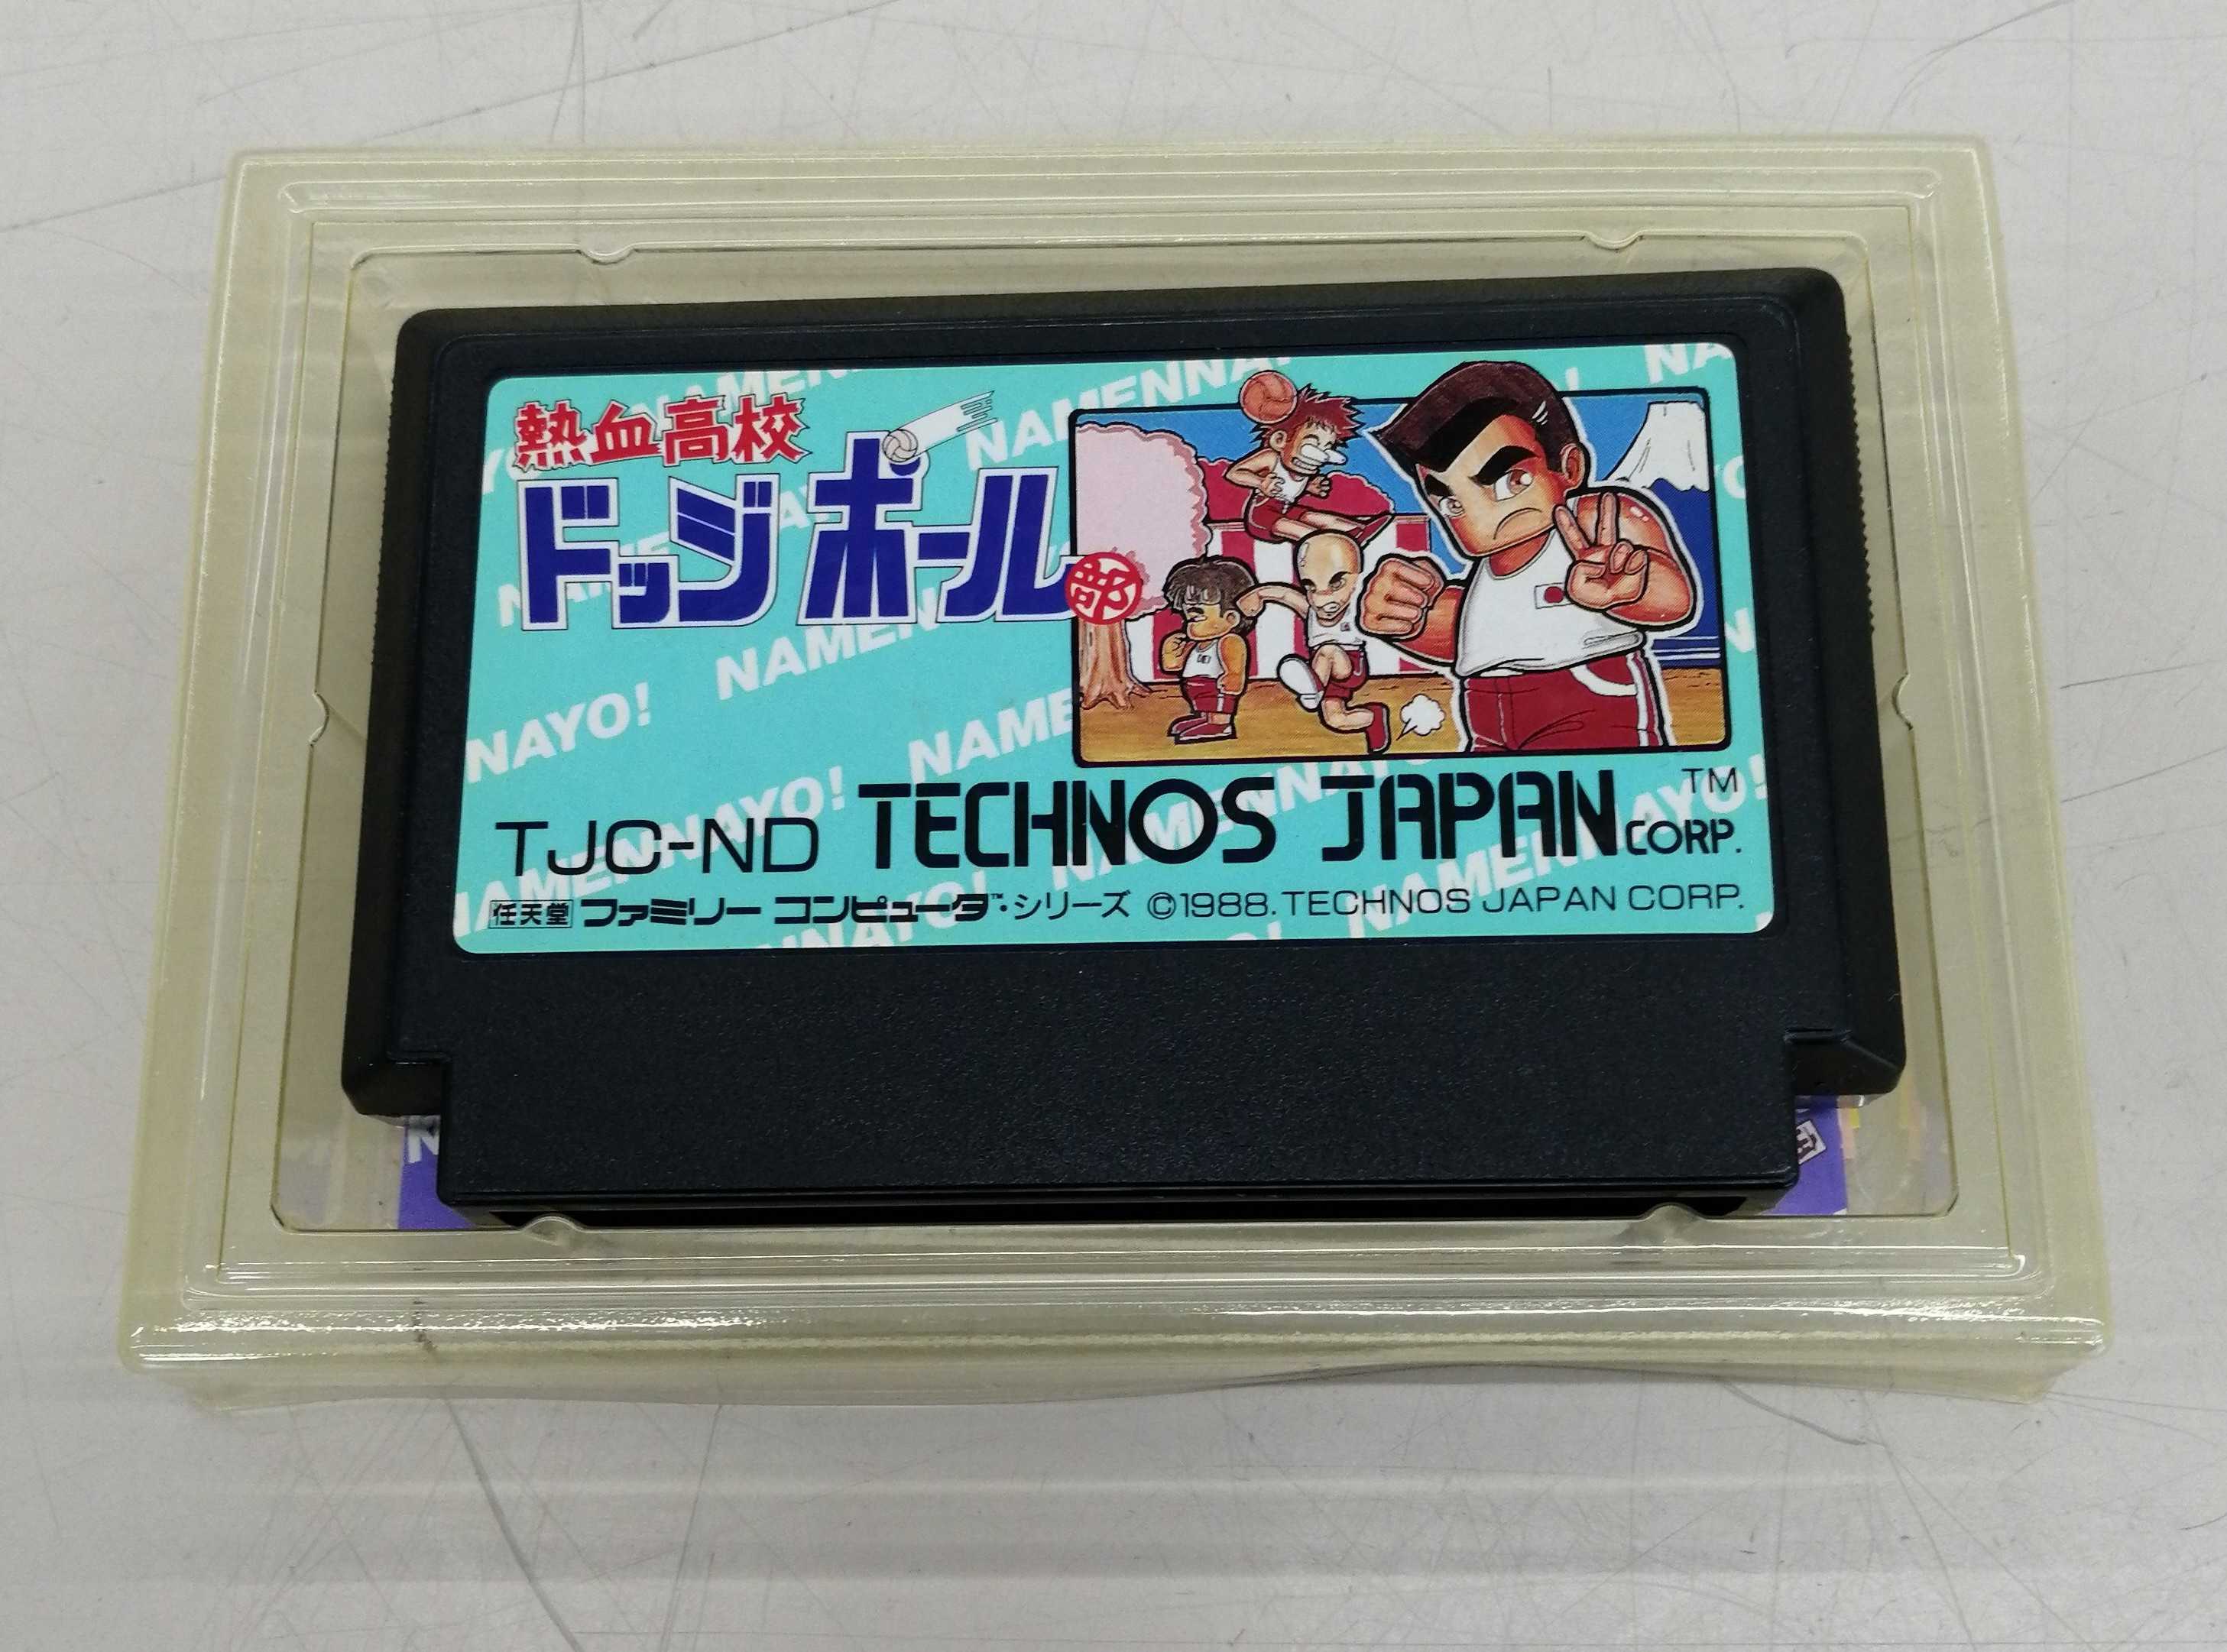 熱血高校
ドッジボール部
NAMENNAYO!
TJC-ND TECHNOS JAPAN CORP. TM
任天堂 ファミリー コンピュータ™・シリーズ ©1988. TECHNOS JAPAN CORP.